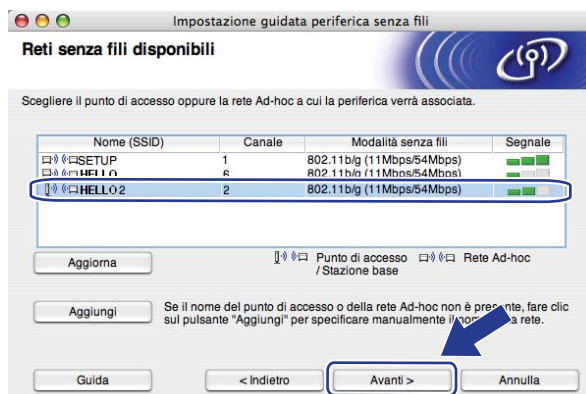 Impostazione guidata periferica senza fili
Reti senza fili disponibili
Scegliere il punto di accesso oppure la rete Ad-hoc a cui la periferica verrà associata.
Nome (SSID) Canale Modalità senza fili Segnale
SETUP 1 802.11b/g (11Mbps/54Mbps)
HELLO 6 802.11b/g (11Mbps/54Mbps)
HELLO2 2 802.11b/g (11Mbps/54Mbps)
Aggiorna
Punto di accesso
/ Stazione base
Rete Ad-hoc
Aggiungi
Se il nome del punto di accesso o della rete Ad-hoc non è presente, fare clic
sul pulsante "Aggiungi" per specificare manualmente il rete.
Guida < Indietro Avanti > Annulla